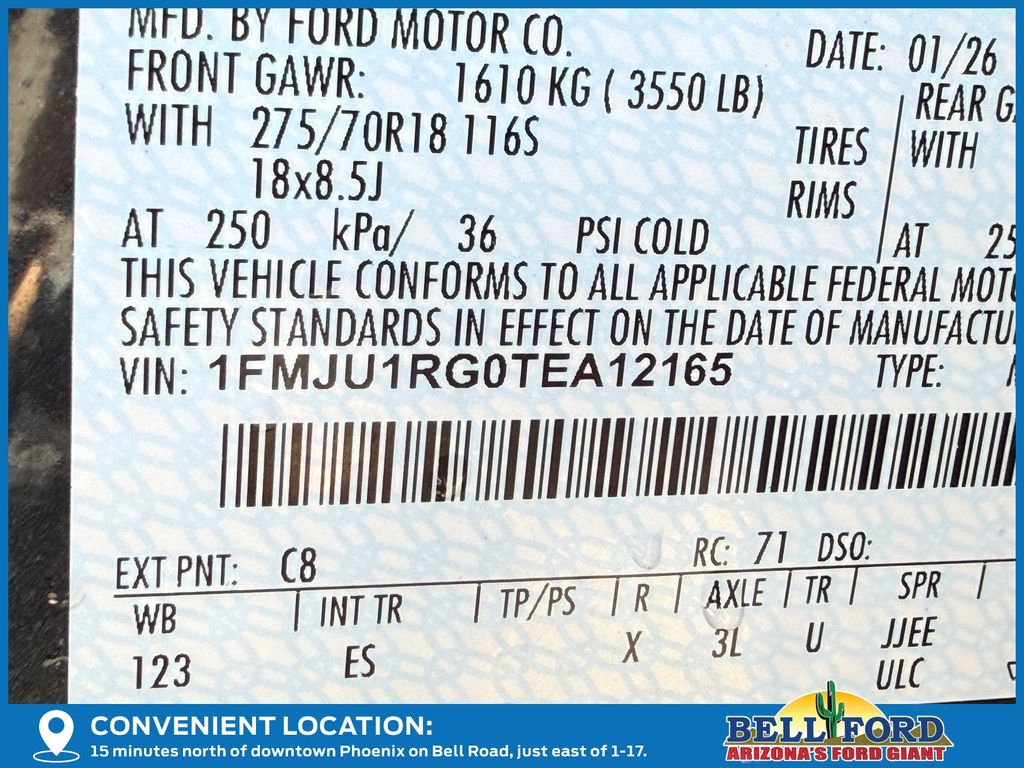 MFD. BY FORD MOTOR CO.
DATE: 01/26
FRONT GAWR: 1610 KG ( 3550 LB)
REAR
WITH 275/70R18 116S TIRES WITH
18x8.5J RIMS
AT 250 kPa/ 36 PSI COLD AT 25
THIS VEHICLE CONFORMS TO ALL APPLICABLE FEDERAL
SAFETY STANDARDS IN EFFECT ON THE DATE OF
VIN: 1FMJU1RG0TEA12165 TYPE:
EXT PNT: C8 RC: 71 DSO:
WB INT TR TP/PS R AXLE TR SPR
123 ES X 3L U JJEE
ULC
CONVENIENT LOCATION:
15 minutes north of downtown Phoenix on Bell Road, just east of 1-17.
BELL FORD
ARIZONA'S FORD GIANT